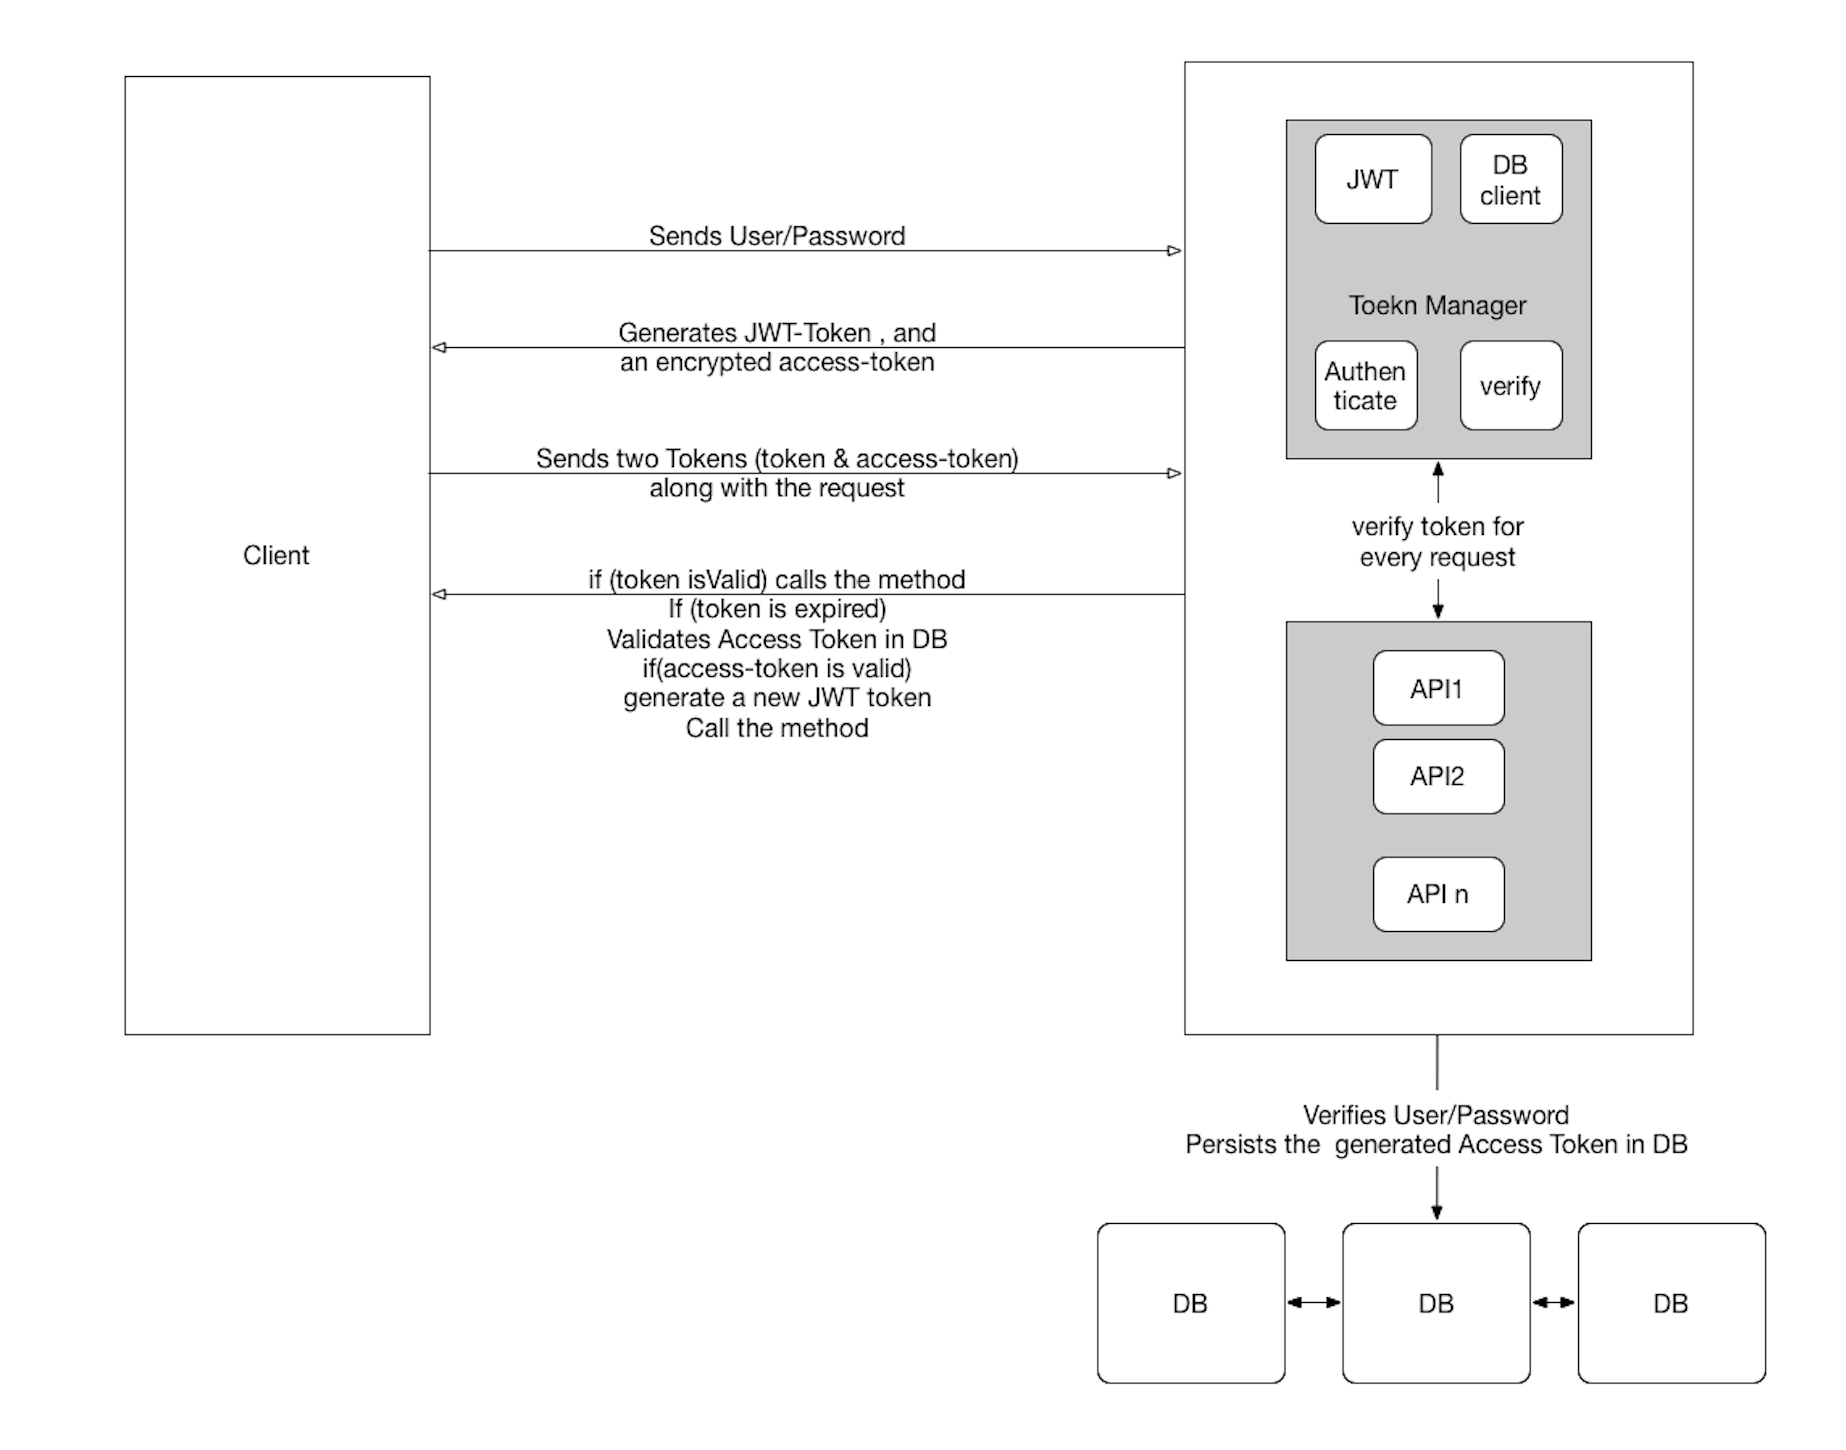 Client
Sends User/Password
Generates JWT-Token , and
an encrypted access-token
Sends two Tokens (token & access-token)
along with the request
if (token isValid) calls the method
If (token is expired)
Validates Access Token in DB
if(access-token is valid)
generate a new JWT token
Call the method
JWT
DB
client
Toekn Manager
Authen
ticate
verify
verify token for
every request
API1
API2
API n
Verifies User/Password
Persists the  generated Access Token in DB
DB
DB
DB